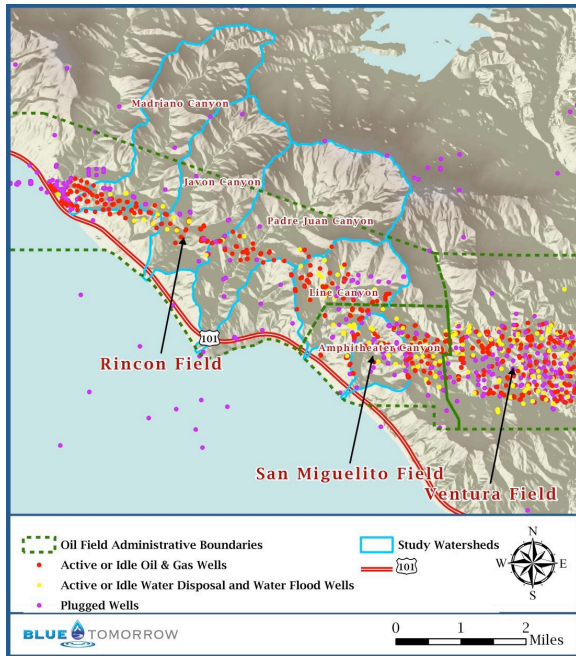 Madriano Canyon
Javon Canyon
Padre Juan Canyon
Line Canyon
101
Amphitheater Canyon
Rincon Field
San Miguelito Field
Ventura Field
Oil Field Administrative Boundaries
Active or Idle Oil & Gas Wells
Active or Idle Water Disposal and Water Flood Wells
Plugged Wells
Study Watersheds
101
N
W E
S
BLUE TOMORROW
0 1 2
Miles